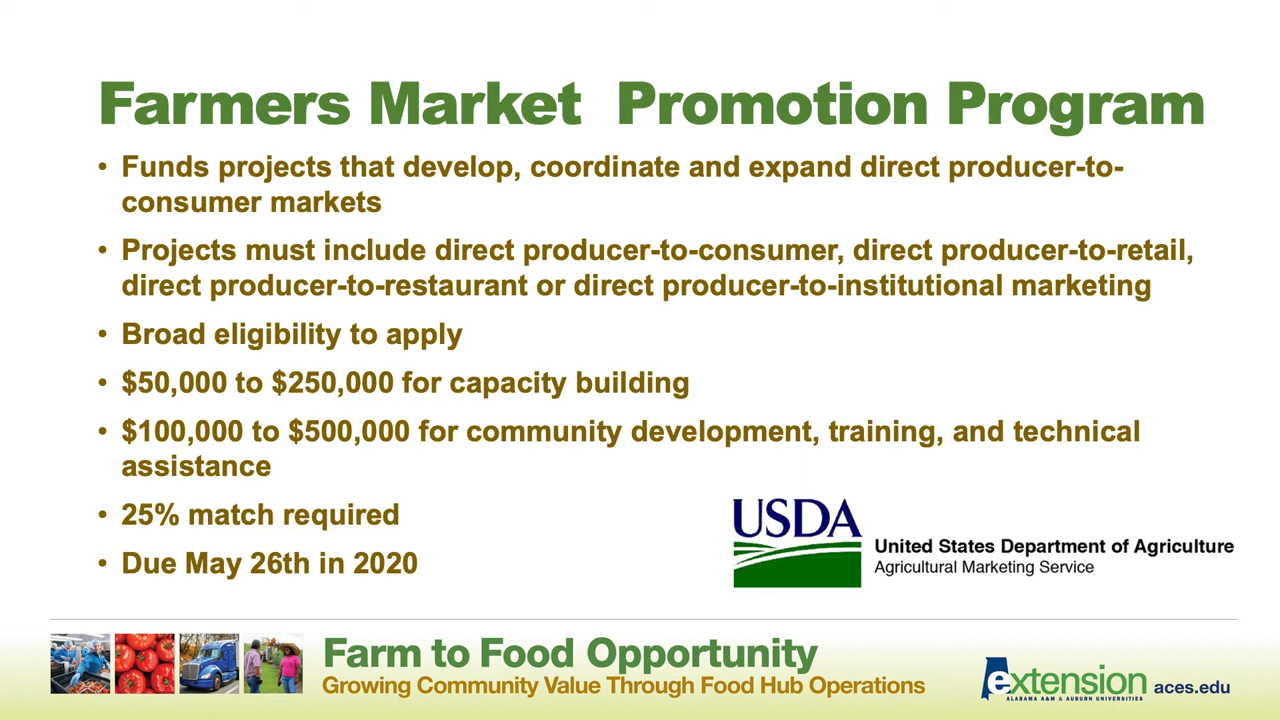 Farmers Market Promotion Program
• Funds projects that develop, coordinate and expand direct producer-to-
consumer markets
• Projects must include direct producer-to-consumer, direct producer-to-retail,
direct producer-to-restaurant or direct producer-to-institutional marketing
• Broad eligibility to apply
• $50,000 to $250,000 for capacity building
• $100,000 to $500,000 for community development, training, and technical
assistance
• 25% match required
• Due May 26th in 2020
USDA
United States Department of Agriculture
Agricultural Marketing Service
Farm to Food Opportunity
Growing Community Value Through Food Hub Operations
extension
ALABAMA A&M & AUBURN UNIVERSITIES
aces.edu